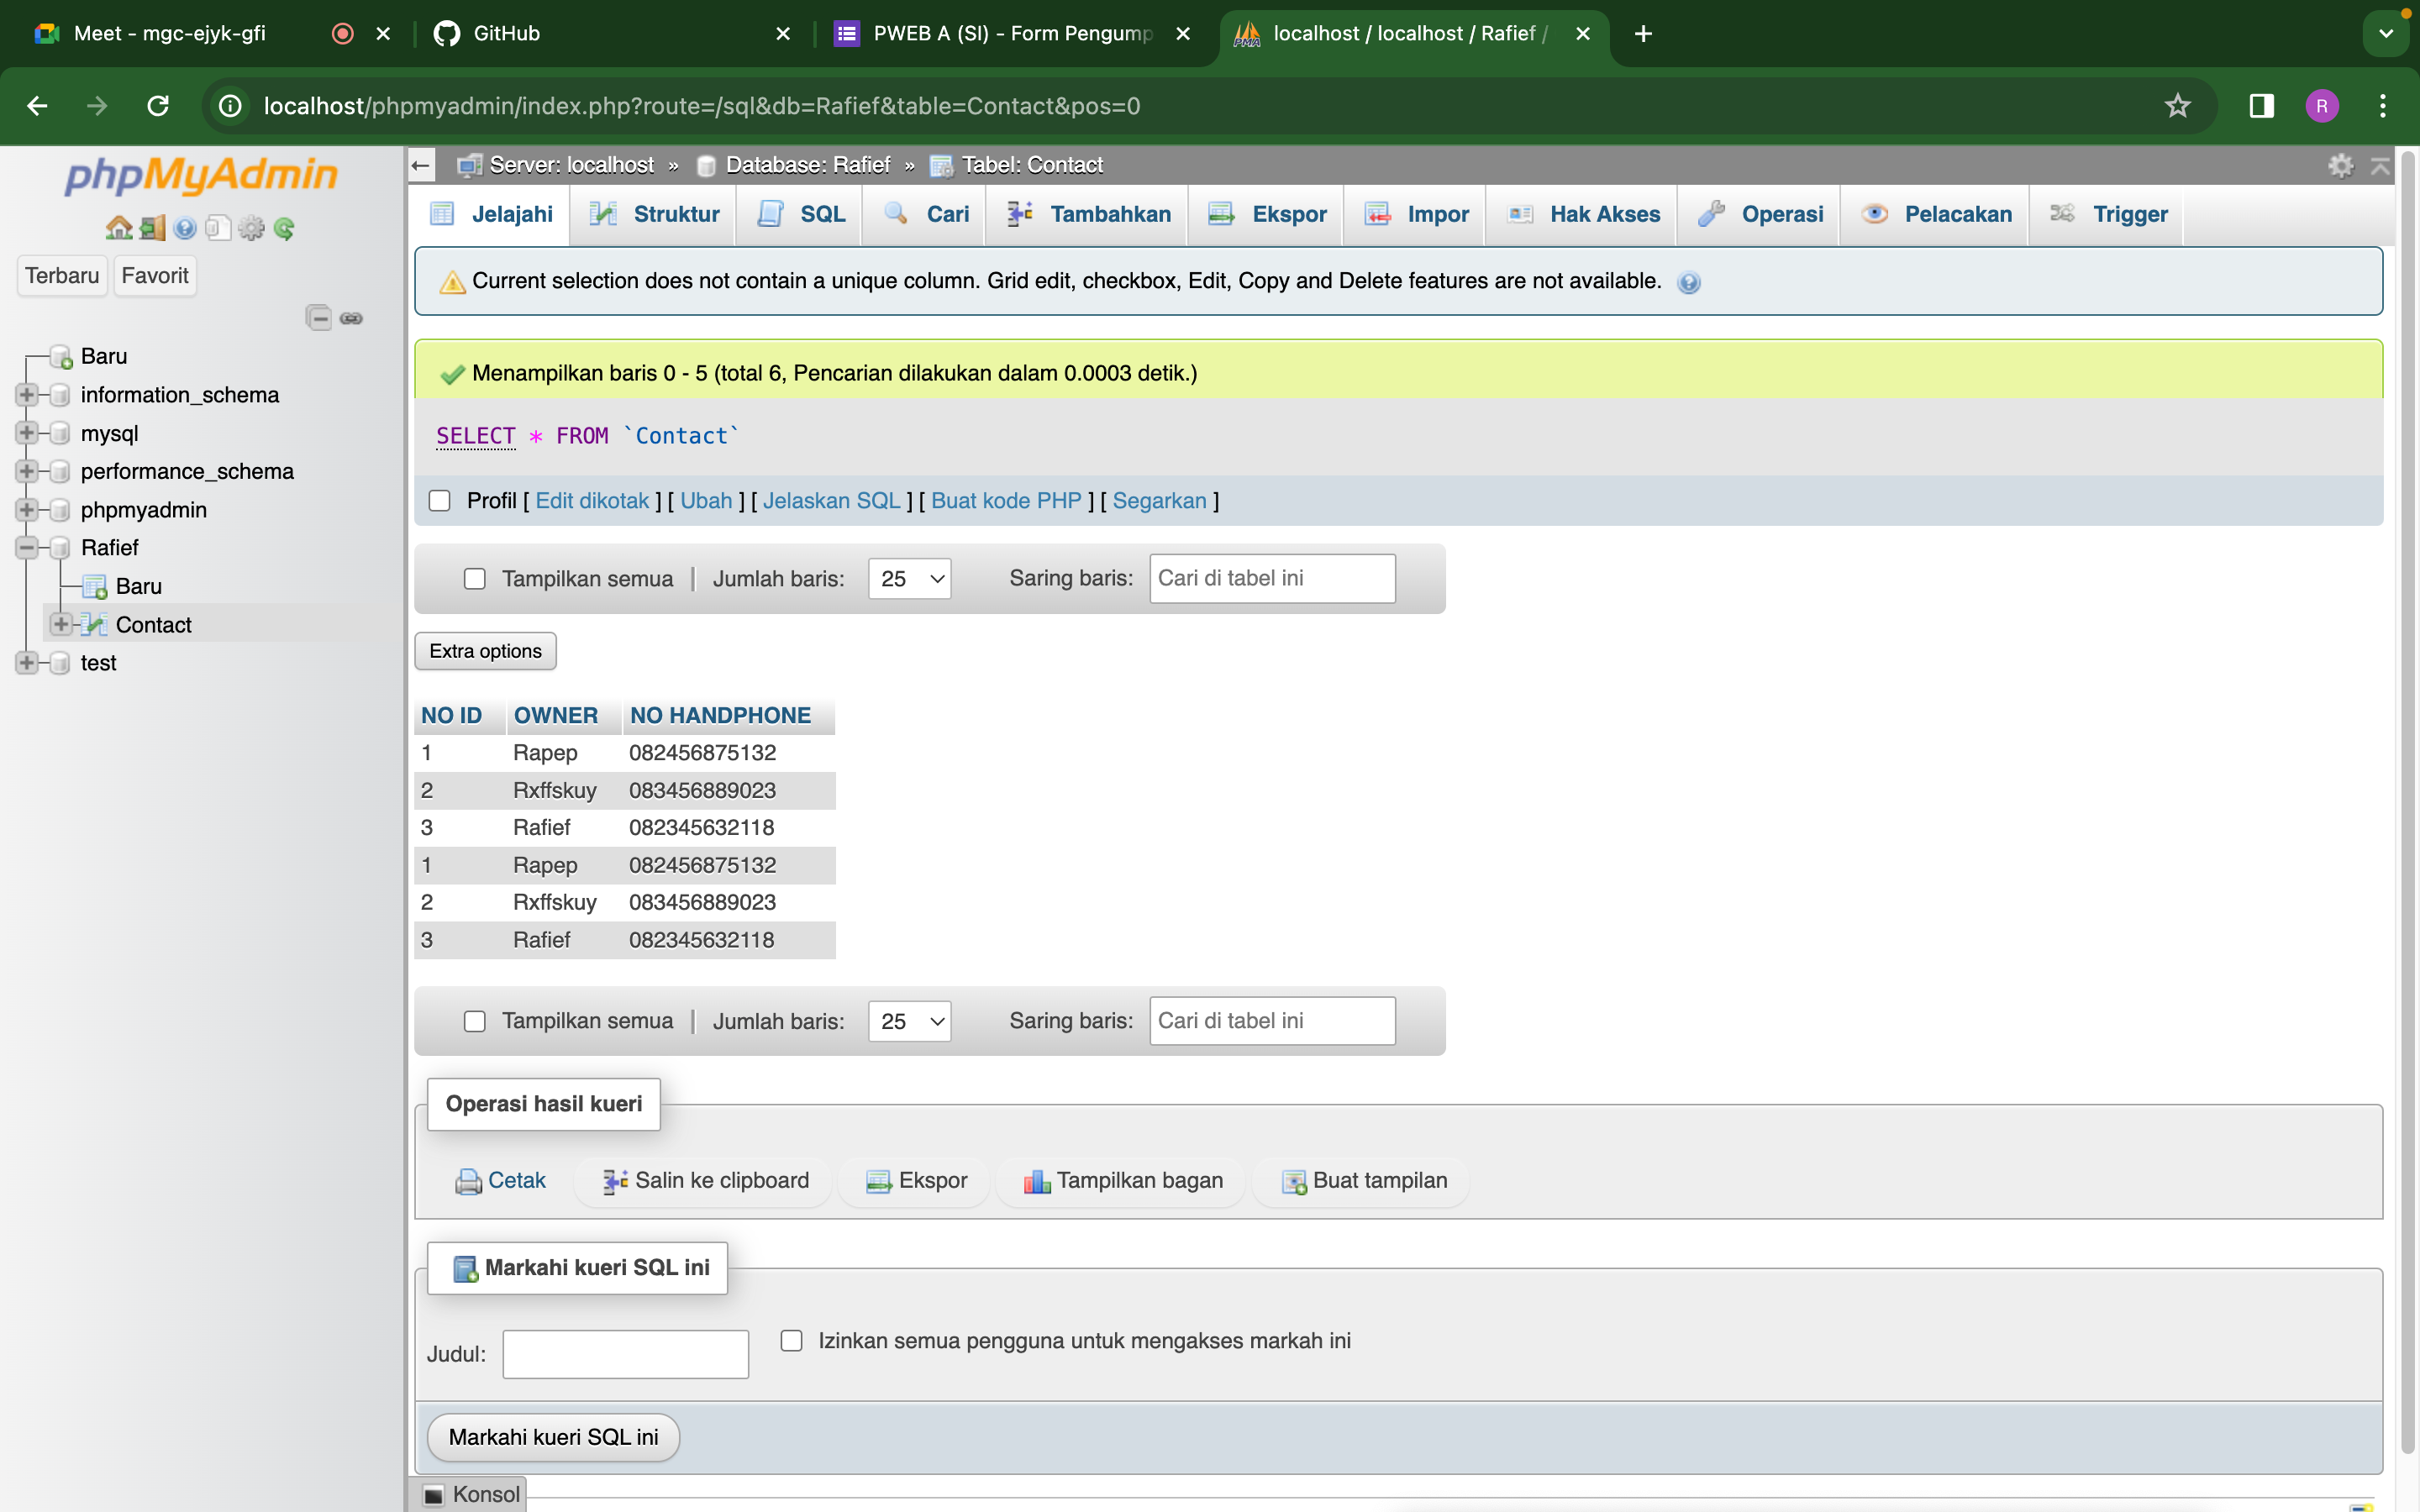 Meet - mgc-ejyk-gfi
GitHub
PWEB A (SI) - Form Pengump
localhost / localhost / Rafief /
localhost/phpmyadmin/index.php?route=/sql&db=Rafief&table=Contact&pos=0
R
phpMyAdmin
Terbaru Favorit
Baru
information_schema
mysql
performance_schema
phpmyadmin
Rafief
Baru
Contact
test
Server: localhost » Database: Rafief » Tabel: Contact
Jelajahi Struktur SQL Cari Tambahkan Ekspor Impor Hak Akses Operasi Pelacakan Trigger
Current selection does not contain a unique column. Grid edit, checkbox, Edit, Copy and Delete features are not available.
Menampilkan baris 0 - 5 (total 6, Pencarian dilakukan dalam 0.0003 detik.)
SELECT * FROM `Contact`
Profil [ Edit dikotak ] [ Ubah ] [ Jelaskan SQL ] [ Buat kode PHP ] [ Segarkan ]
Tampilkan semua | Jumlah baris: 25 Saring baris: Cari di tabel ini
Extra options
NO ID OWNER NO HANDPHONE
1 Rapep 082456875132
2 Rxffskuy 083456889023
3 Rafief 082345632118
1 Rapep 082456875132
2 Rxffskuy 083456889023
3 Rafief 082345632118
Tampilkan semua | Jumlah baris: 25 Saring baris: Cari di tabel ini
Operasi hasil kueri
Cetak Salin ke clipboard Ekspor Tampilkan bagan Buat tampilan
Markahi kueri SQL ini
Judul: Izinkan semua pengguna untuk mengakses markah ini
Markahi kueri SQL ini
Konsol